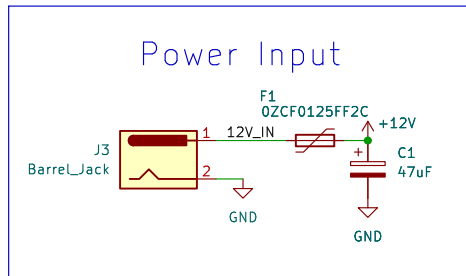 Power Input
F1
0ZCF0125FF2C
1
12V_IN
+12V
J3
Barrel_Jack
2
+
C1
47uF
GND
GND